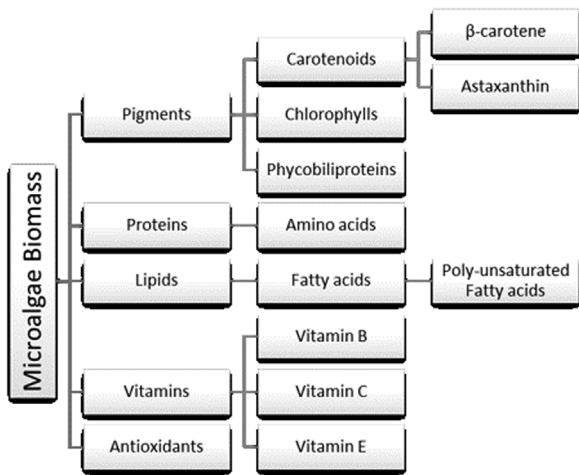 Microalgae Biomass
Pigments
Carotenoids
β-carotene
Astaxanthin
Chlorophylls
Phycobiliproteins
Proteins
Amino acids
Lipids
Fatty acids
Poly-unsaturated
Fatty acids
Vitamins
Vitamin B
Vitamin C
Vitamin E
Antioxidants